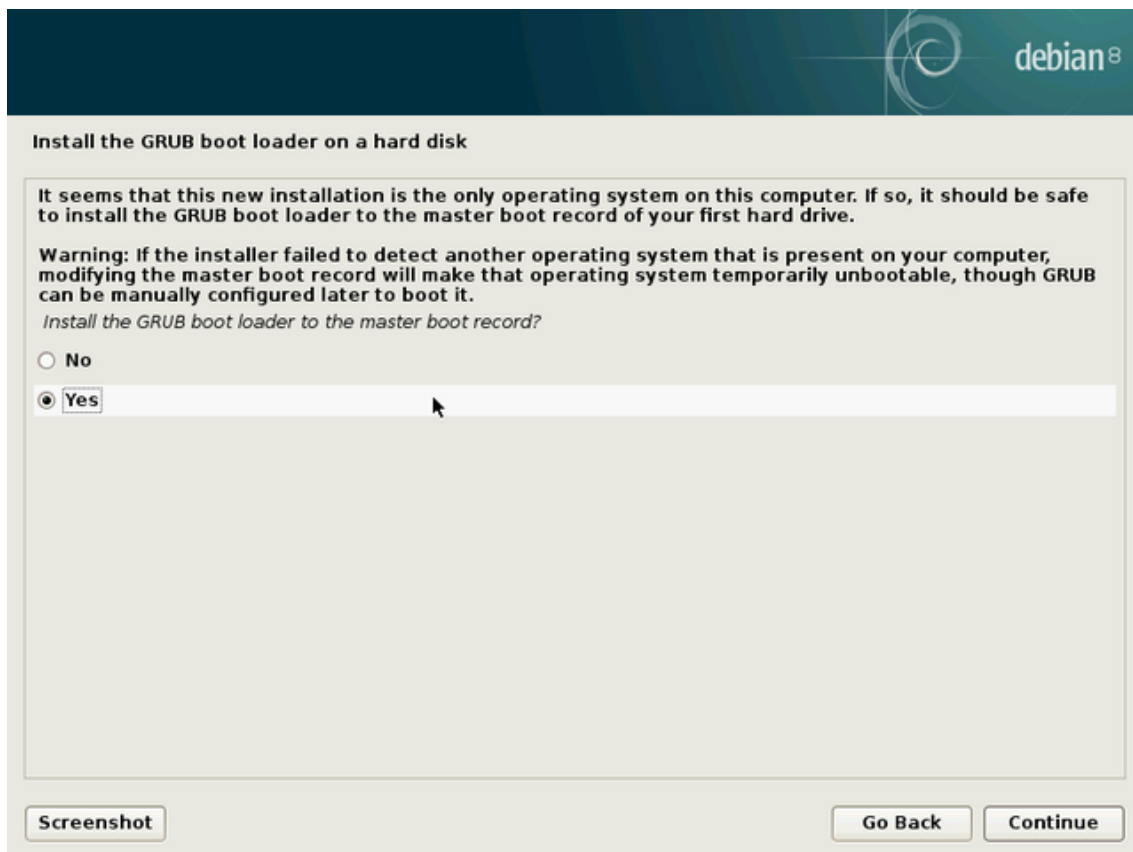 debian 8
Install the GRUB boot loader on a hard disk
It seems that this new installation is the only operating system on this computer. If so, it should be safe
to install the GRUB boot loader to the master boot record of your first hard drive.
Warning: If the installer failed to detect another operating system that is present on your computer,
modifying the master boot record will make that operating system temporarily unbootable, though GRUB
can be manually configured later to boot it.
Install the GRUB boot loader to the master boot record?
No
Yes
Screenshot
Go Back
Continue